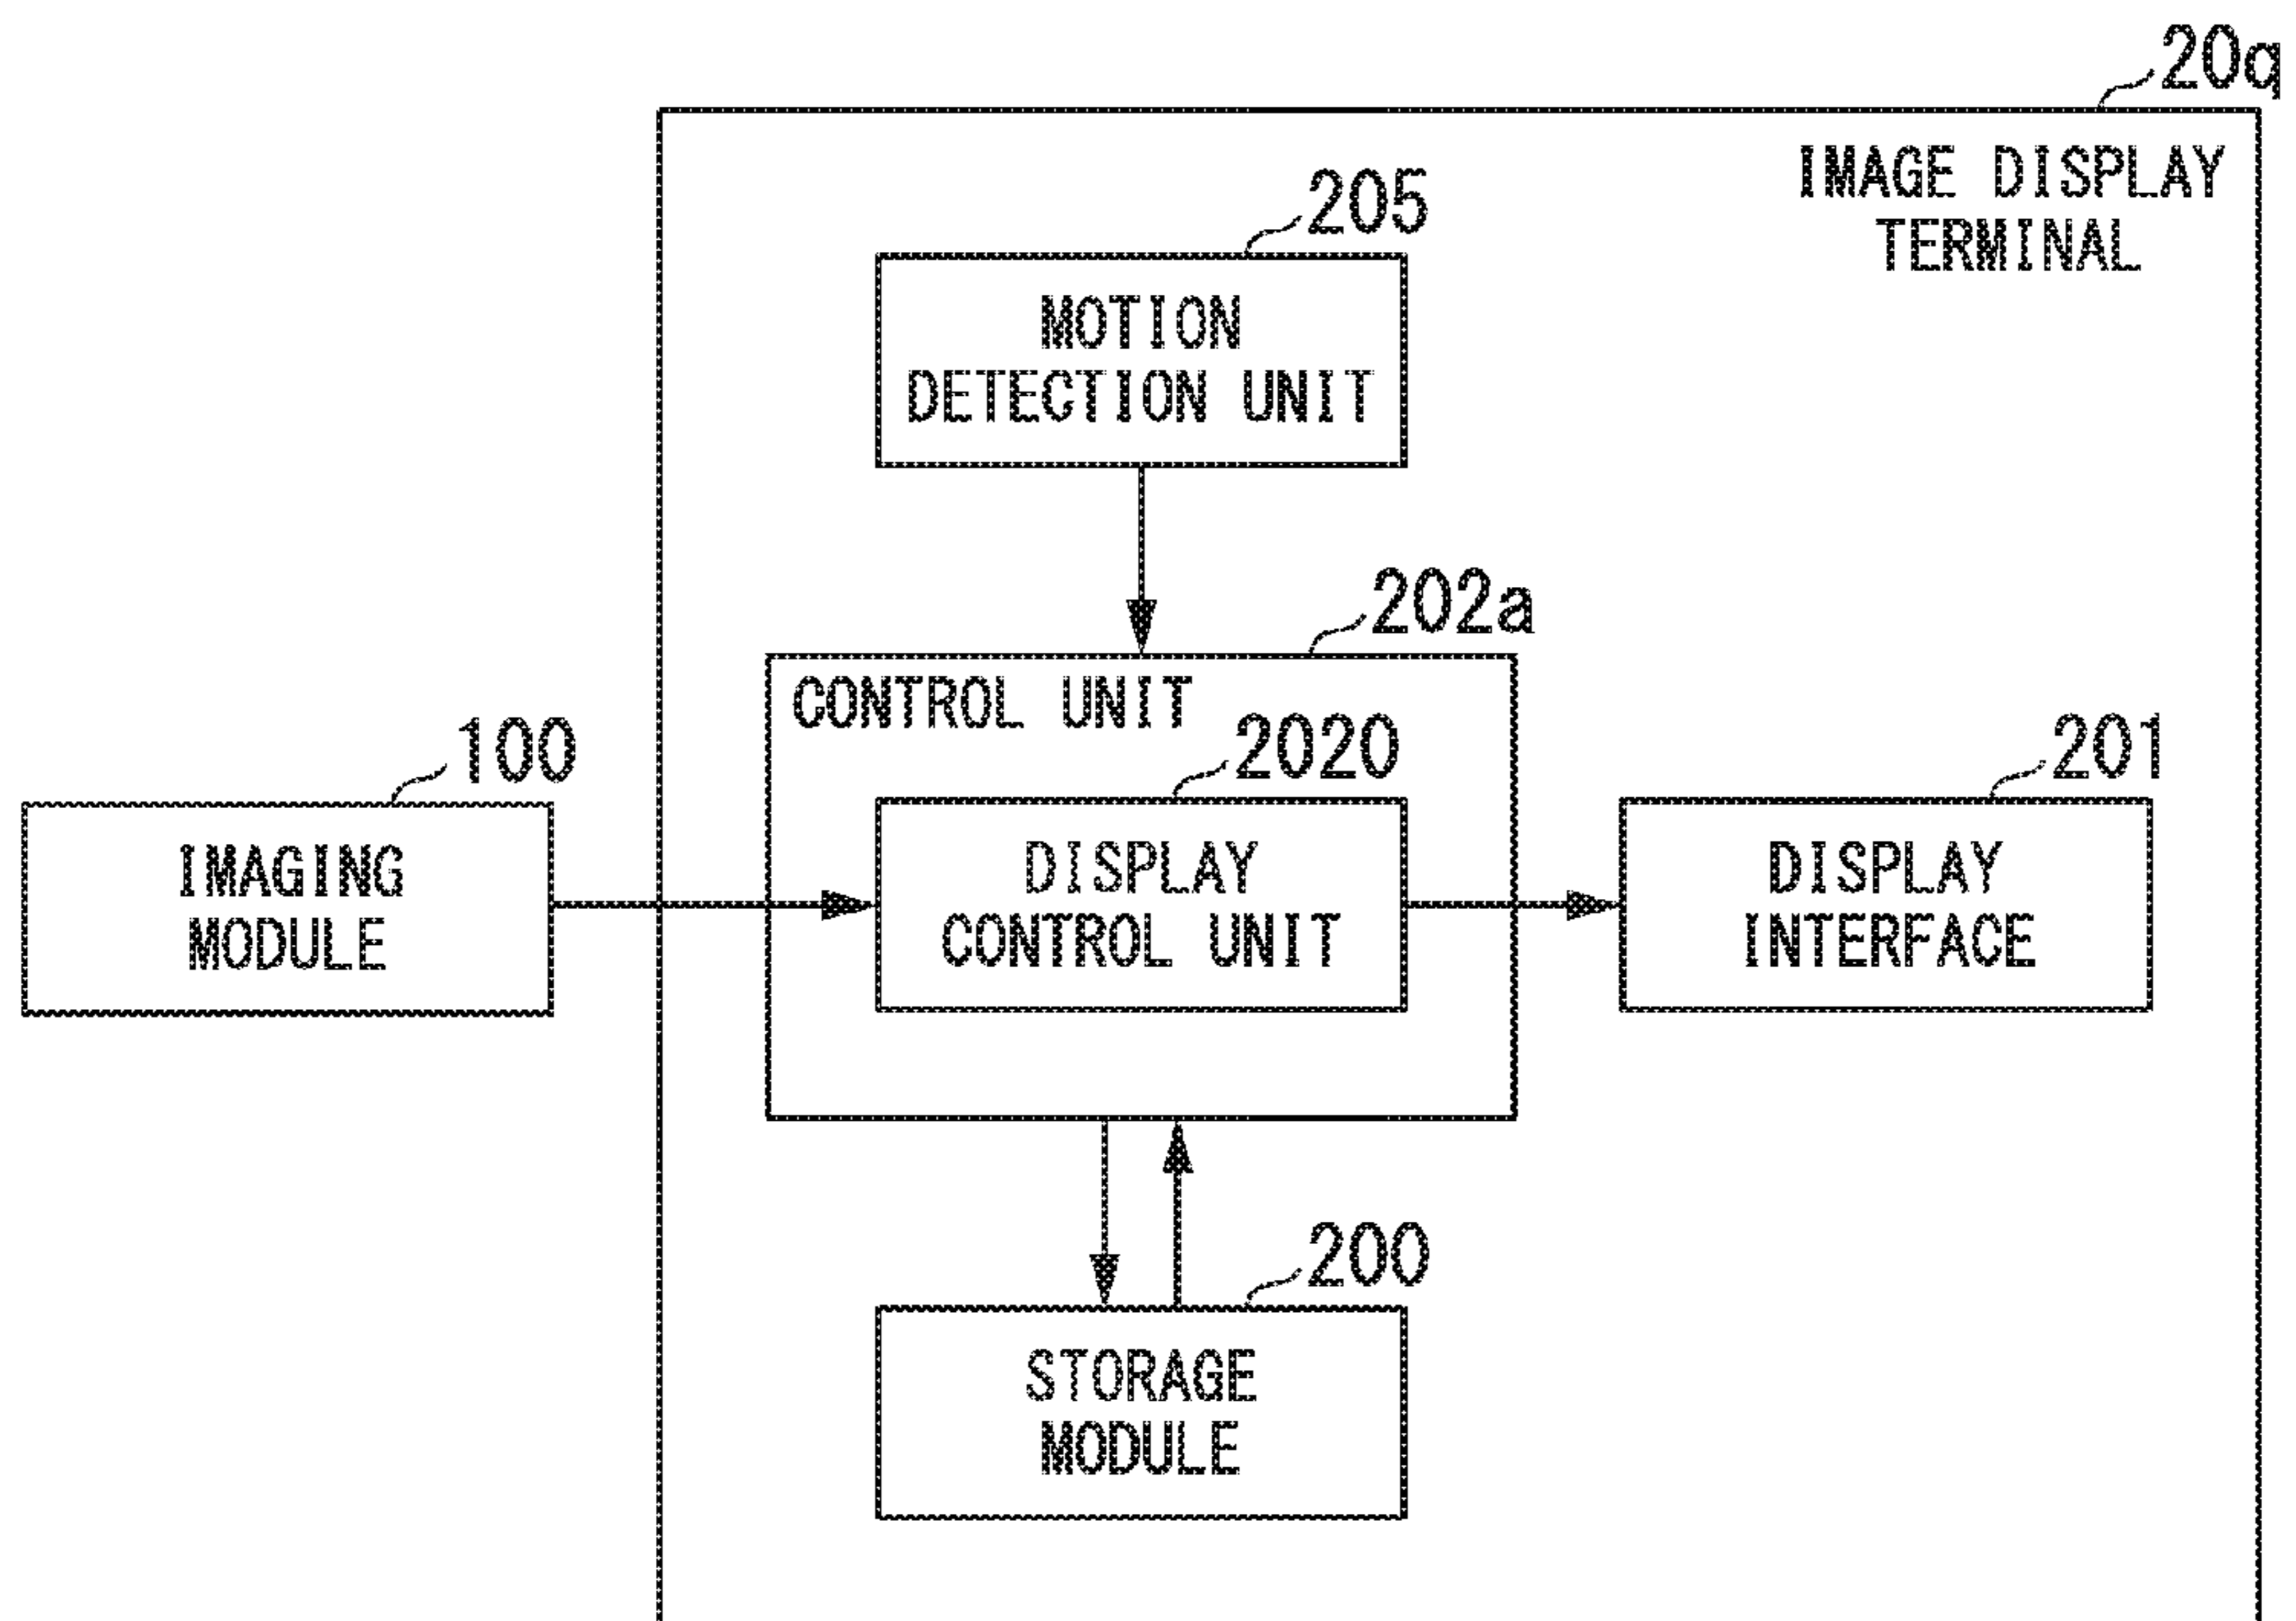 20q
IMAGE DISPLAY
TERMINAL
205
MOTION
DETECTION UNIT
202a
CONTROL UNIT
100
2020
201
IMAGING
MODULE
DISPLAY
CONTROL UNIT
DISPLAY
INTERFACE
200
STORAGE
MODULE